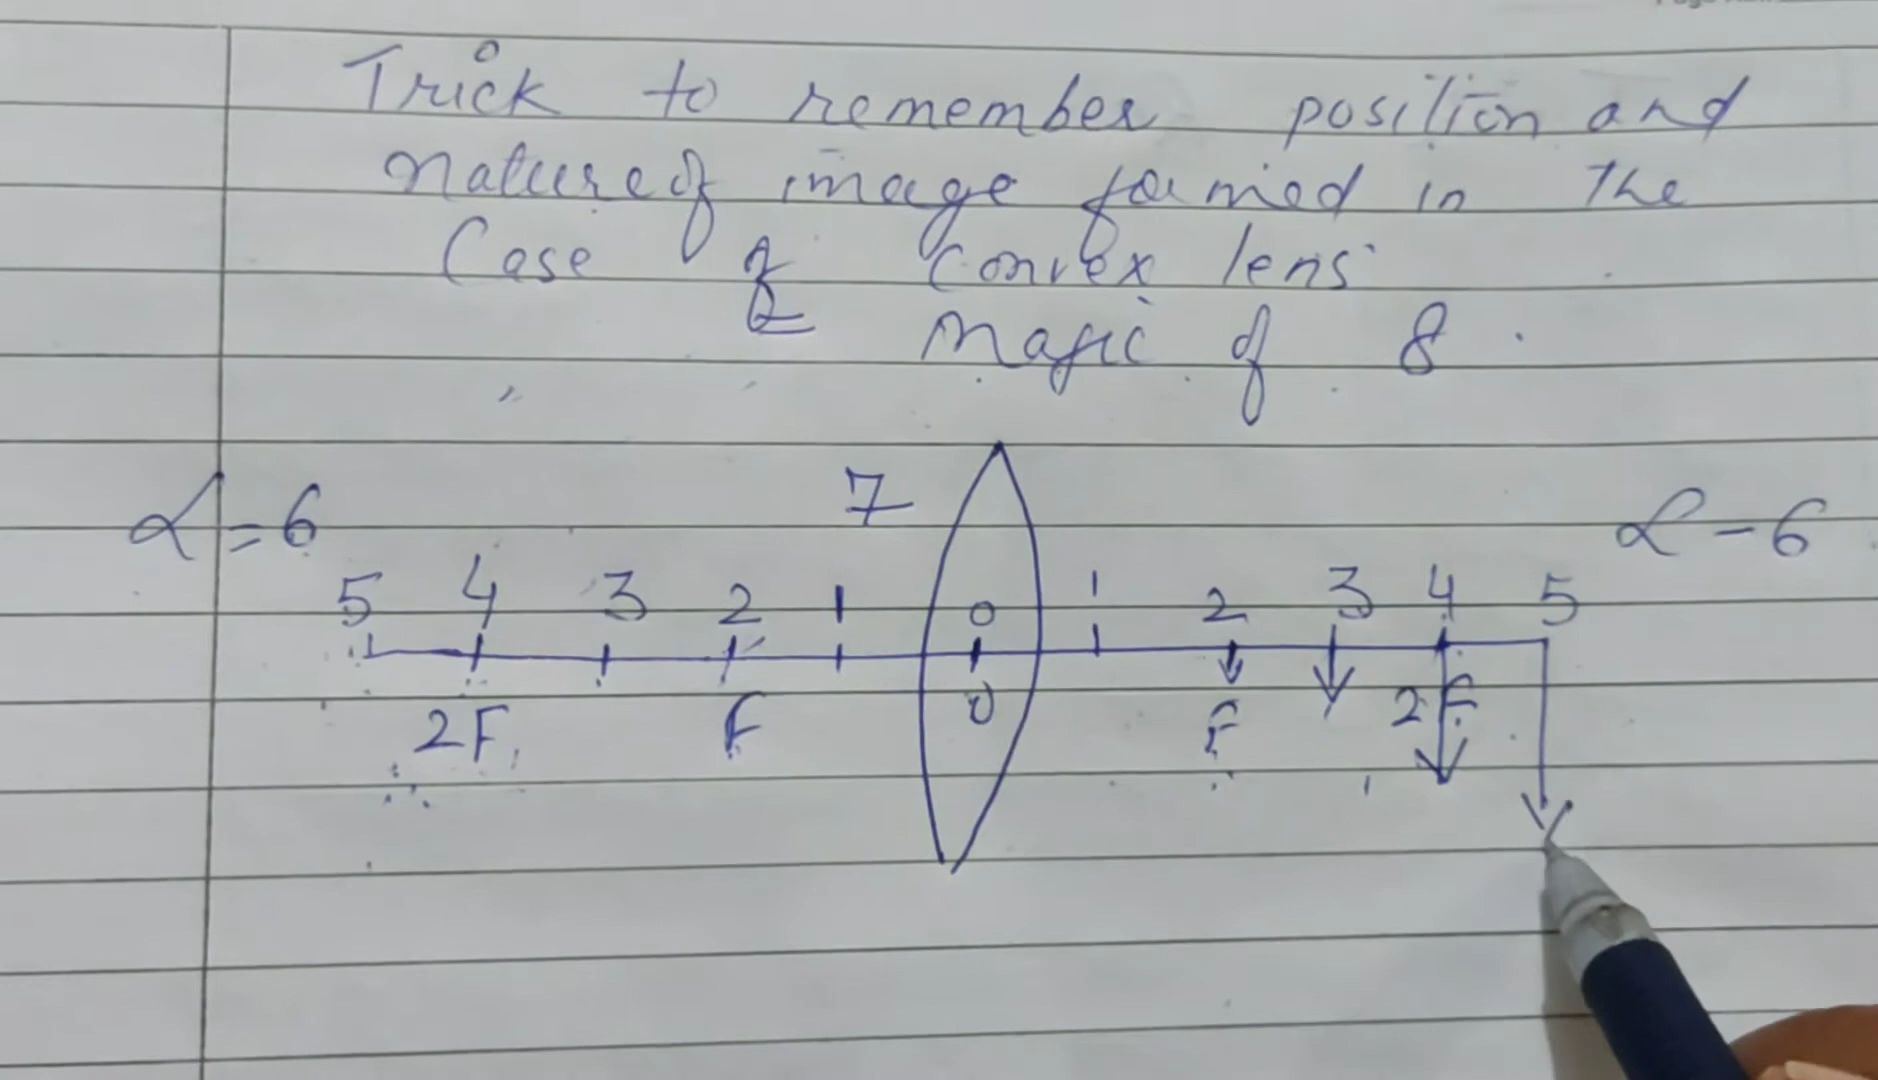 Trick to remember position and
nature of image formed in the
Case of Convex lens
Magic of 8.
7
α=6
α-6
5 4 3 2 1 0 1 2 3 4 5
2F F O F 2F